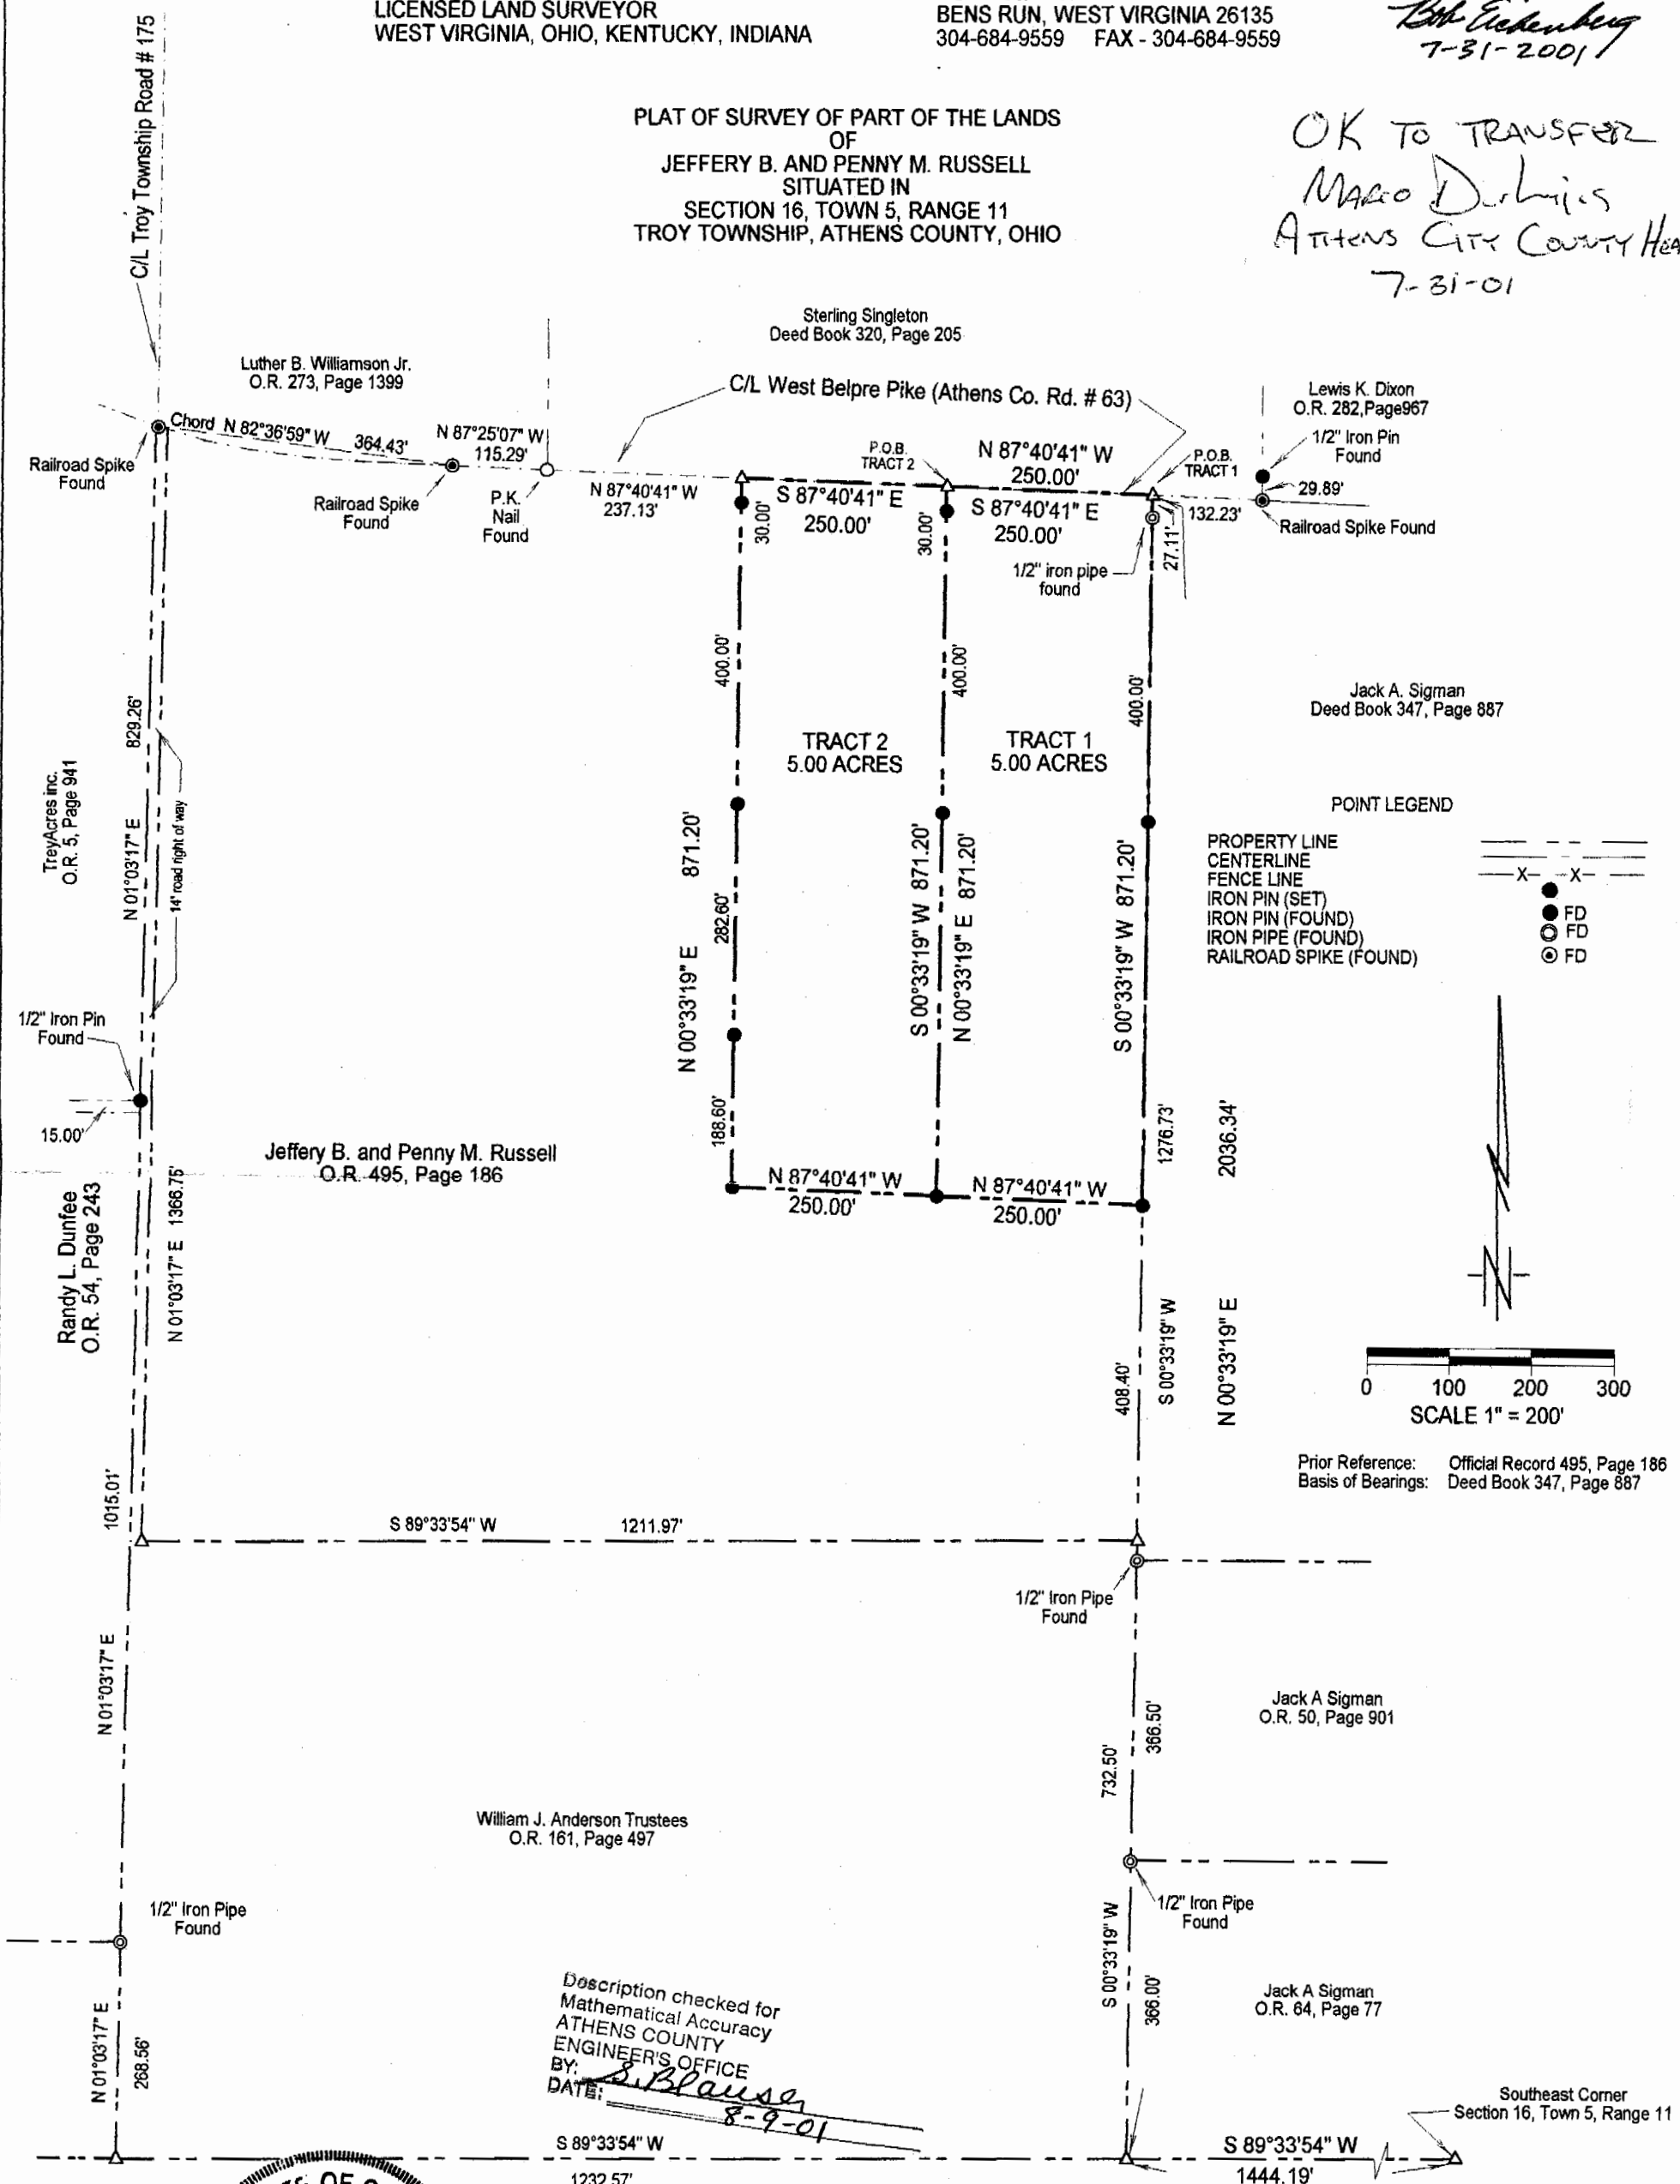 LICENSED LAND SURVEYOR
WEST VIRGINIA, OHIO, KENTUCKY, INDIANA
BENS RUN, WEST VIRGINIA 26135
304-684-9559 FAX - 304-684-9559
7-31-2001
PLAT OF SURVEY OF PART OF THE LANDS
OF
JEFFERY B. AND PENNY M. RUSSELL
SITUATED IN
SECTION 16, TOWN 5, RANGE 11
TROY TOWNSHIP, ATHENS COUNTY, OHIO
OK TO TRANSFER
MARIO
ATHENS CITY COUNTY HEA
7-31-01
C/L Troy Township Road # 175
Sterling Singleton
Deed Book 320, Page 205
Luther B. Williamson Jr.
O.R. 273, Page 1399
C/L West Belpre Pike (Athens Co. Rd. # 63)
Lewis K. Dixon
O.R. 282,Page967
1/2" Iron Pin
Found
Chord N 82°36'59" W 364.43'
N 87°25'07" W
115.29'
P.O.B.
TRACT 2
N 87°40'41" W
250.00'
P.O.B.
TRACT 1
29.89'
Railroad Spike
Found
Railroad Spike
Found
P.K.
Nail
Found
N 87°40'41" W
237.13'
S 87°40'41" E
250.00'
S 87°40'41" E
250.00'
132.23'
Railroad Spike Found
30.00'
30.00'
27.11'
1/2" iron pipe
found
400.00'
400.00'
400.00'
Jack A. Sigman
Deed Book 347, Page 887
829.26'
TRACT 2
5.00 ACRES
TRACT 1
5.00 ACRES
TreyAcres inc.
O.R. 5, Page 941
N 01°03'17" E
14' road right of way
POINT LEGEND
PROPERTY LINE
CENTERLINE
FENCE LINE X X
IRON PIN (SET)
IRON PIN (FOUND) FD
IRON PIPE (FOUND) FD
RAILROAD SPIKE (FOUND) FD
N 00°33'19" E 871.20'
282.60'
S 00°33'19" W 871.20'
N 00°33'19" E 871.20'
S 00°33'19" W 871.20'
1/2" Iron Pin
Found
15.00'
188.60'
1276.73'
2036.34'
Jeffery B. and Penny M. Russell
O.R. 495, Page 186
N 87°40'41" W
250.00'
N 87°40'41" W
250.00'
Randy L. Dunfee
O.R. 54, Page 243
N 01°03'17" E 1366.75'
N
408.40'
S 00°33'19" W
N 00°33'19" E
0 100 200 300
SCALE 1" = 200'
Prior Reference: Official Record 495, Page 186
Basis of Bearings: Deed Book 347, Page 887
1015.01'
S 89°33'54" W 1211.97'
1/2" Iron Pipe
Found
N 01°03'17" E
Jack A Sigman
O.R. 50, Page 901
366.50'
732.50'
William J. Anderson Trustees
O.R. 161, Page 497
1/2" Iron Pipe
Found
1/2" Iron Pipe
Found
S 00°33'19" W
366.00'
Jack A Sigman
O.R. 64, Page 77
N 01°03'17" E
268.56'
Description checked for
Mathematical Accuracy
ATHENS COUNTY
ENGINEER'S OFFICE
BY:
DATE: 8-9-01
Southeast Corner
Section 16, Town 5, Range 11
S 89°33'54" W
1232.57'
S 89°33'54" W
1444.19'
OF